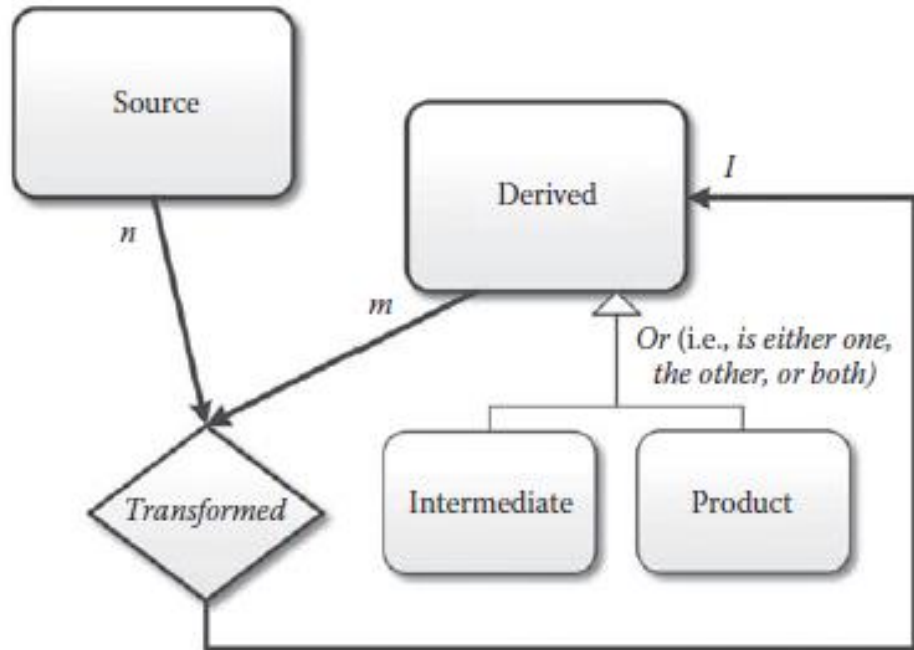 Source
Derived
I
n
m
Or (i.e., is either one,
the other, or both)
Transformed
Intermediate
Product